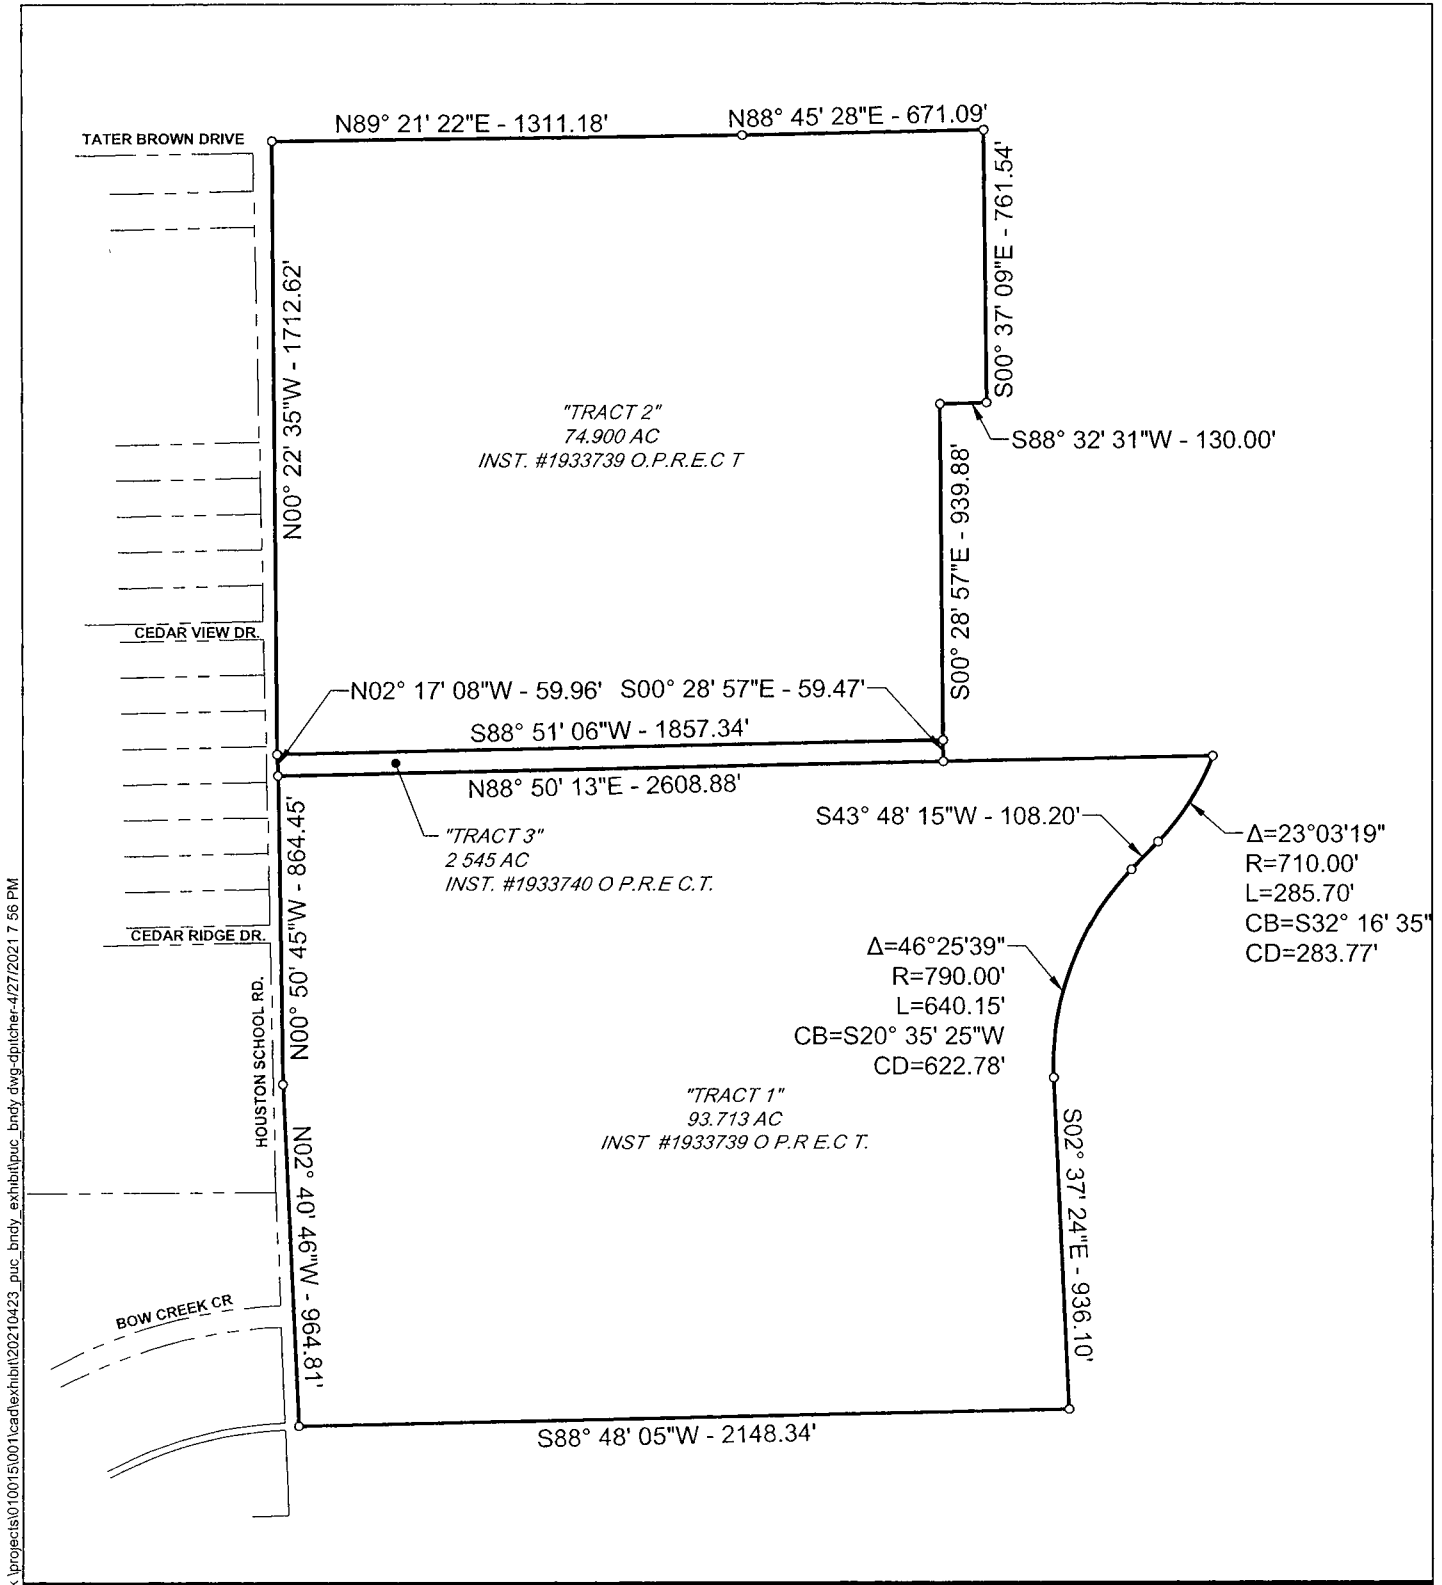 N89° 21' 22"E - 1311.18'
N88° 45' 28"E - 671.09'
TATER BROWN DRIVE
S00° 37' 09"E - 761.54'
N00° 22' 35"W - 1712.62'
"TRACT 2"
74.900 AC
INST. #1933739 O.P.R.E.C T
S88° 32' 31"W - 130.00'
S00° 28' 57"E - 939.88'
CEDAR VIEW DR.
N02° 17' 08"W - 59.96'
S00° 28' 57"E - 59.47'
S88° 51' 06"W - 1857.34'
N88° 50' 13"E - 2608.88'
"TRACT 3"
2 545 AC
INST. #1933740 O P.R.E C.T.
S43° 48' 15"W - 108.20'
Δ=23°03'19"
R=710.00'
L=285.70'
CB=S32° 16' 35"
CD=283.77'
N00° 50' 45"W - 864.45'
CEDAR RIDGE DR.
HOUSTON SCHOOL RD.
Δ=46°25'39"
R=790.00'
L=640.15'
CB=S20° 35' 25"W
CD=622.78'
"TRACT 1"
93.713 AC
INST #1933739 O P.R E.C T.
S02° 37' 24"E - 936.10'
N02° 40' 46"W - 964.81'
BOW CREEK CR
S88° 48' 05"W - 2148.34'
\projects\010015\001\cad\exhibit\20210423_puc_bndy_exhibit\puc_bndy dwg-dpitcher-4/27/2021 7 56 PM